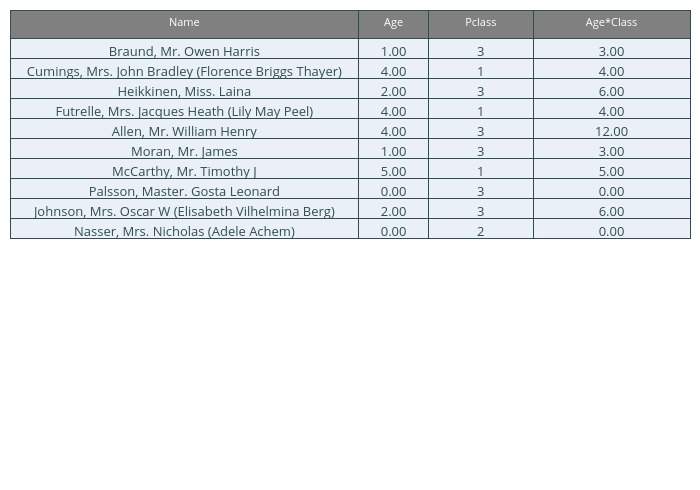 Name Age Pclass Age*Class
Braund, Mr. Owen Harris 1.00 3 3.00
Cumings, Mrs. John Bradley (Florence Briggs Thayer) 4.00 1 4.00
Heikkinen, Miss. Laina 2.00 3 6.00
Futrelle, Mrs. Jacques Heath (Lily May Peel) 4.00 1 4.00
Allen, Mr. William Henry 4.00 3 12.00
Moran, Mr. James 1.00 3 3.00
McCarthy, Mr. Timothy J 5.00 1 5.00
Palsson, Master. Gosta Leonard 0.00 3 0.00
Johnson, Mrs. Oscar W (Elisabeth Vilhelmina Berg) 2.00 3 6.00
Nasser, Mrs. Nicholas (Adele Achem) 0.00 2 0.00